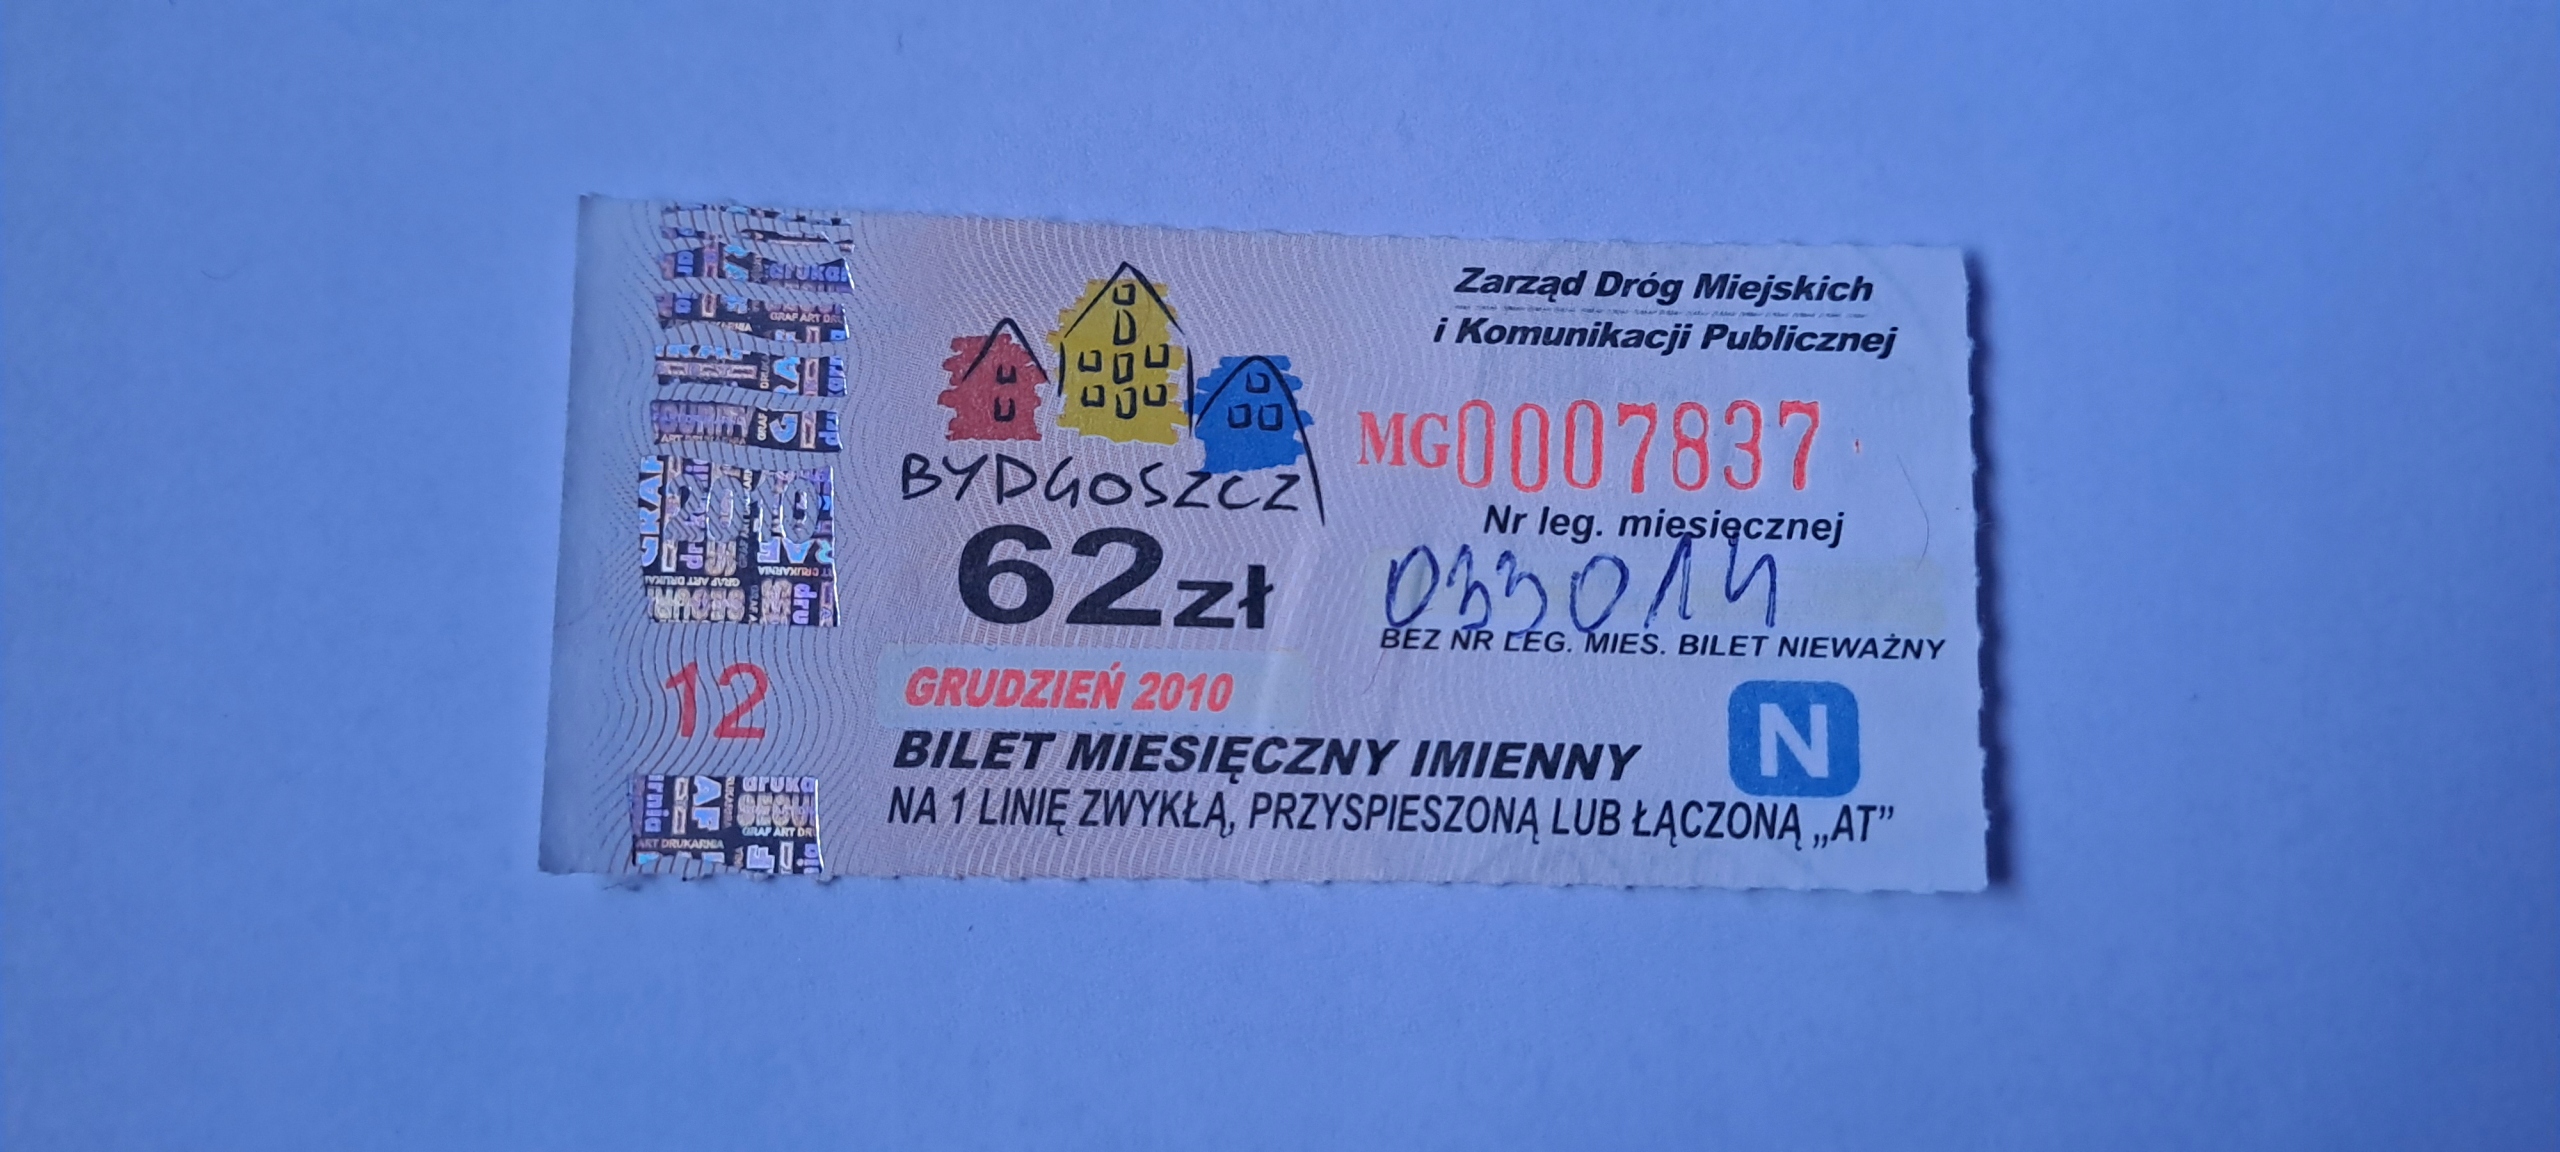 Zarząd Dróg Miejskich
i Komunikacji Publicznej
BYDGOSZCZ
MG0007837
Nr leg. miesięcznej
033014
BEZ NR LEG. MIES. BILET NIEWAŻNY
62zł
2010
12
GRUDZIEŃ 2010
BILET MIESIĘCZNY IMIENNY
N
NA 1 LINIĘ ZWYKŁĄ, PRZYSPIESZONĄ LUB ŁĄCZONĄ „AT”